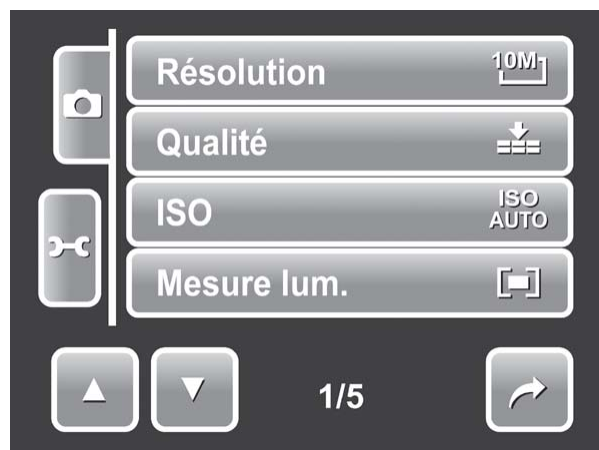 Résolution 10M
Qualité
ISO ISO AUTO
Mesure lum.
1/5